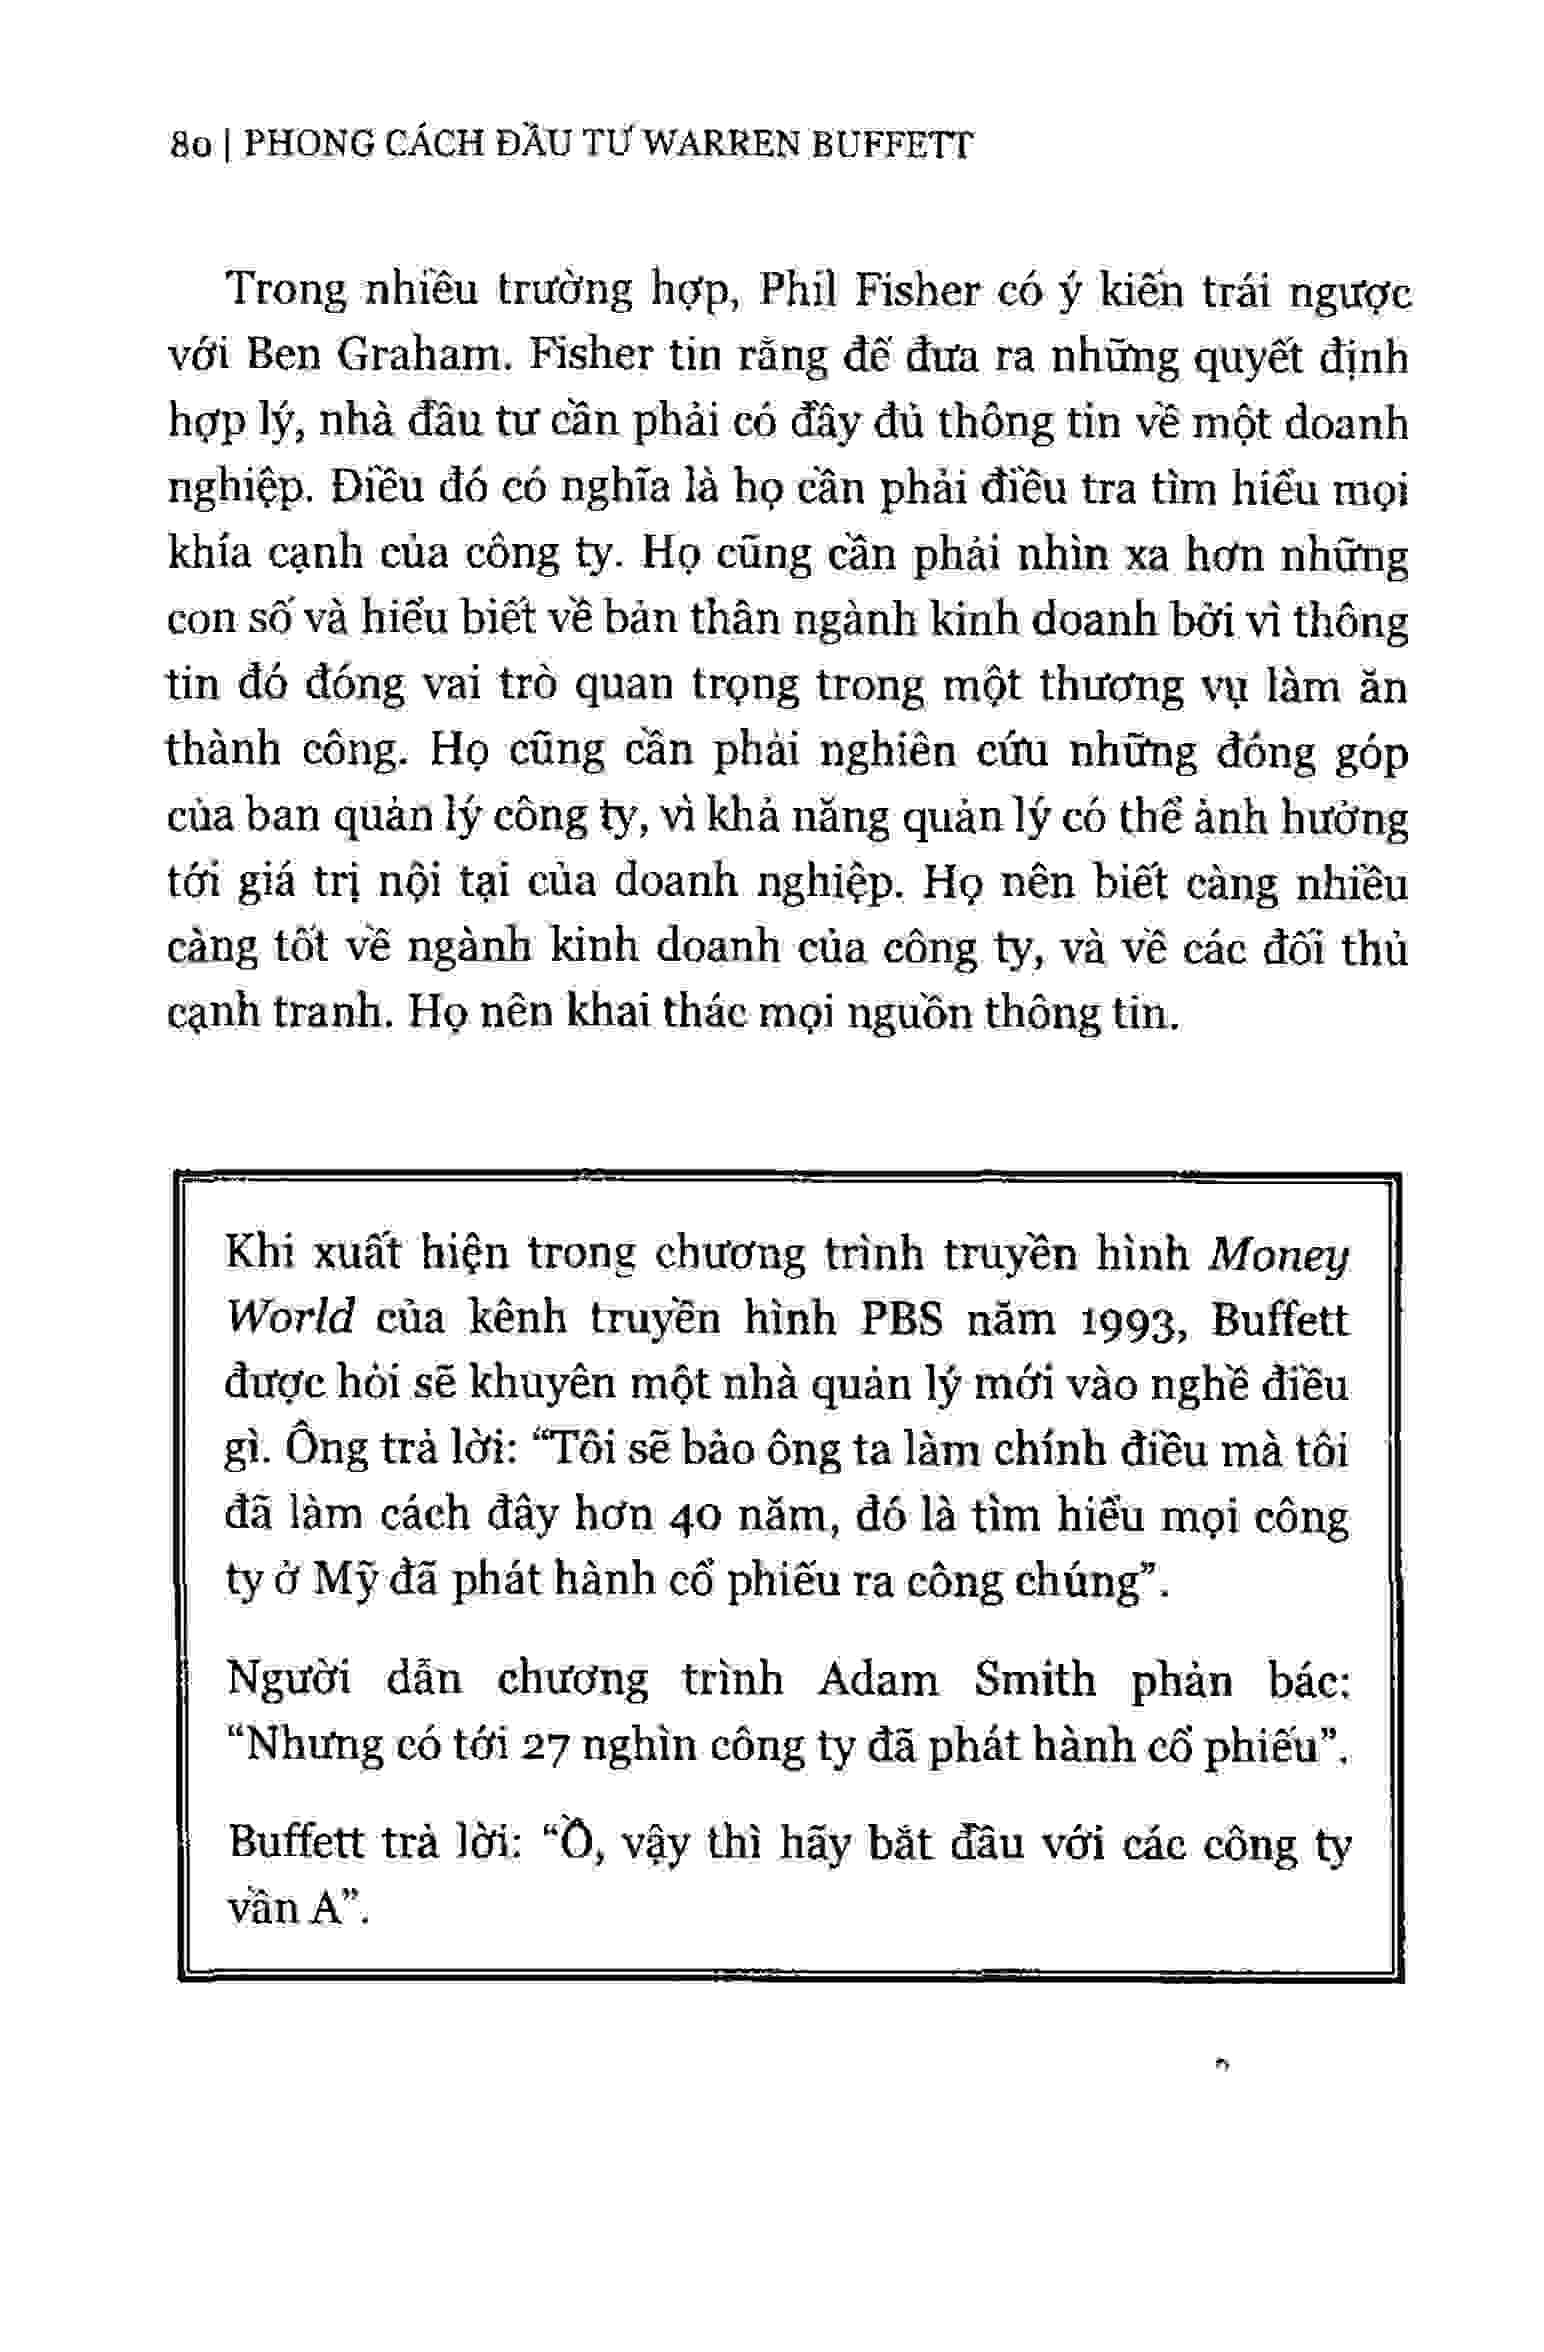 80 | PHONG CÁCH ĐẦU TƯ WARREN BUFFETT
Trong nhiều trường hợp, Phil Fisher có ý kiến trái ngược
với Ben Graham. Fisher tin rằng để đưa ra những quyết định
hợp lý, nhà đầu tư cần phải có đầy đủ thông tin về một doanh
nghiệp. Điều đó có nghĩa là họ cần phải điều tra tìm hiểu mọi
khía cạnh của công ty. Họ cũng cần phải nhìn xa hơn những
con số và hiểu biết về bản thân ngành kinh doanh bởi vì thông
tin đó đóng vai trò quan trọng trong một thương vụ làm ăn
thành công. Họ cũng cần phải nghiên cứu những đóng góp
của ban quản lý công ty, vì khả năng quản lý có thể ảnh hưởng
tới giá trị nội tại của doanh nghiệp. Họ nên biết càng nhiều
càng tốt về ngành kinh doanh của công ty, và về các đối thủ
cạnh tranh. Họ nên khai thác mọi nguồn thông tin.
Khi xuất hiện trong chương trình truyền hình Money
World của kênh truyền hình PBS năm 1993, Buffett
được hỏi sẽ khuyên một nhà quản lý mới vào nghề điều
gì. Ông trả lời: “Tôi sẽ bảo ông ta làm chính điều mà tôi
đã làm cách đây hơn 40 năm, đó là tìm hiểu mọi công
ty ở Mỹ đã phát hành cổ phiếu ra công chúng”.
Người dẫn chương trình Adam Smith phản bác:
“Nhưng có tới 27 nghìn công ty đã phát hành cổ phiếu”.
Buffett trả lời: “Ồ, vậy thì hãy bắt đầu với các công ty
vần A”.